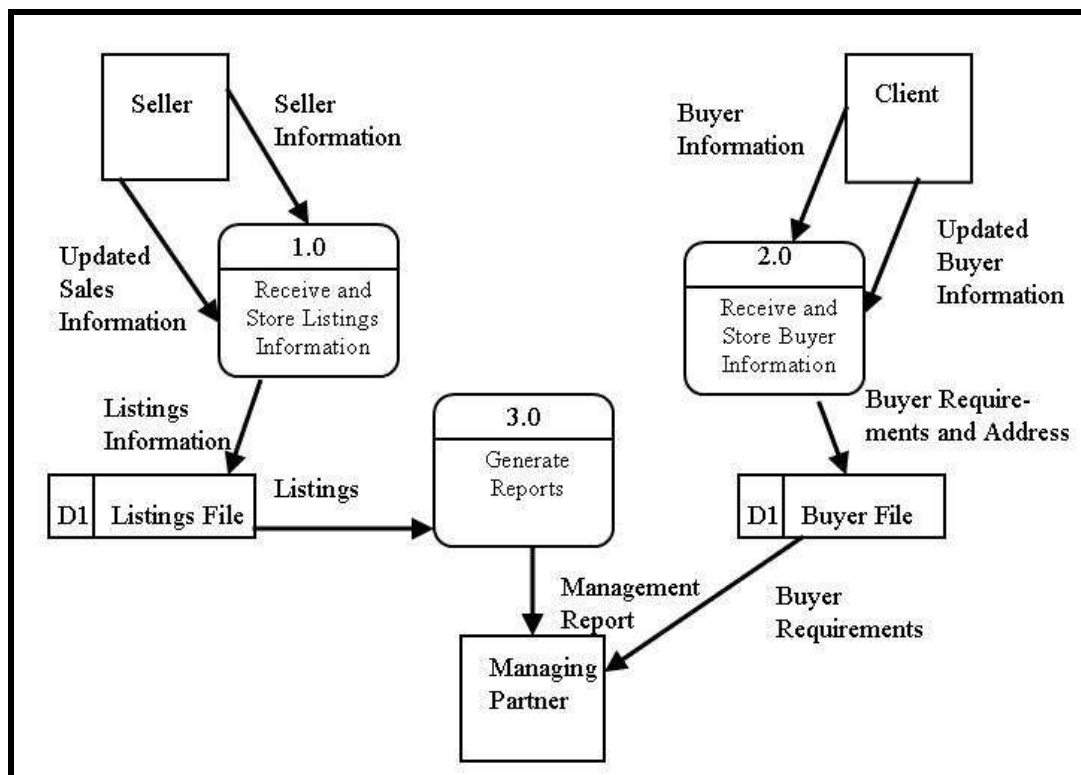 Seller
Seller
Information
Client
Buyer
Information
Updated
Sales
Information
1.0
Receive and
Store Listings
Information
2.0
Receive and
Store Buyer
Information
Updated
Buyer
Information
Listings
Information
3.0
Generate
Reports
Buyer Require-
ments and Address
D1 Listings File
Listings
D1 Buyer File
Management
Report
Buyer
Requirements
Managing
Partner